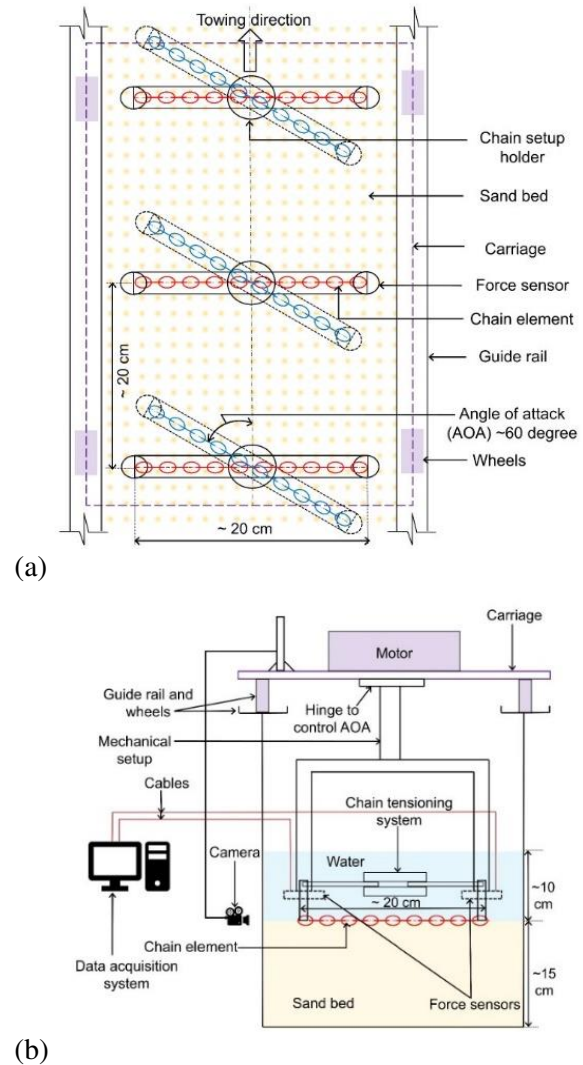 Towing direction
Chain setup
holder
Sand bed
Carriage
Force sensor
Chain element
Guide rail
Angle of attack
(AOA) ~60 degree
Wheels
~ 20 cm
~ 20 cm
(a)
Motor
Carriage
Guide rail and
wheels
Hinge to
control AOA
Mechanical
setup
Cables
Chain tensioning
system
Camera
Water
~10
cm
~ 20 cm
Chain element
Data acquisition
system
Sand bed
Force sensors
~15
cm
(b)